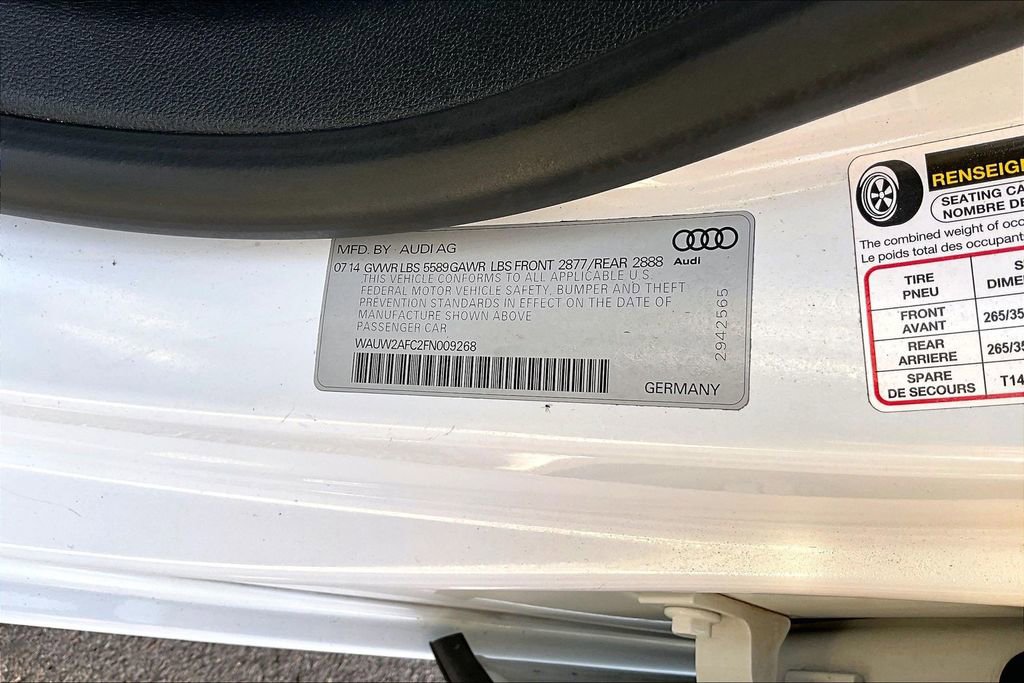 MFD. BY · AUDI AG
Audi
07 14 GVWR LBS 5589 GAWR LBS FRONT 2877/REAR 2888
THIS VEHICLE CONFORMS TO ALL APPLICABLE U.S.
FEDERAL MOTOR VEHICLE SAFETY, BUMPER AND THEFT
PREVENTION STANDARDS IN EFFECT ON THE DATE OF
MANUFACTURE SHOWN ABOVE
PASSENGER CAR
WAUW2AFC2FN009268
GERMANY
2942565
RENSEIG
SEATING CA
NOMBRE DE
The combined weight of occ
Le poids total des occupant
TIRE
PNEU
S
DIME
FRONT
AVANT
265/35
REAR
ARRIERE
265/35
SPARE
DE SECOURS
T14